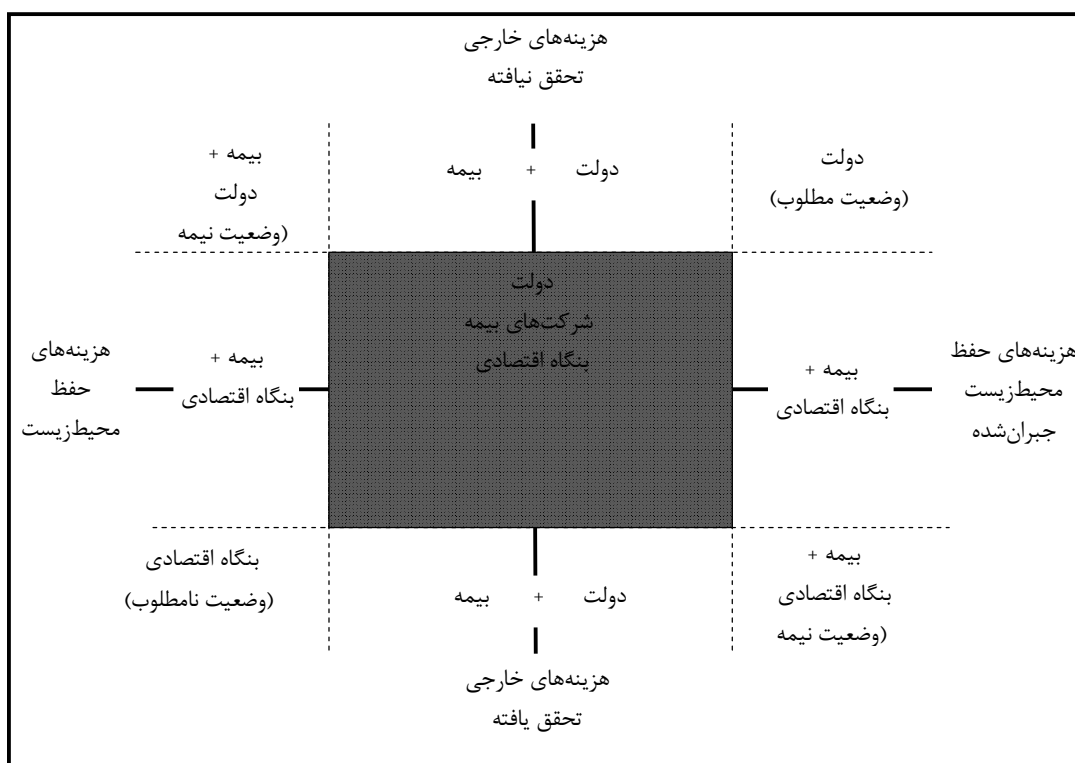 هزینه‌های خارجی
تحقق نیافته
دولت
(وضعیت مطلوب)
دولت + بیمه
بیمه +
دولت
(وضعیت نیمه
دولت
شرکت‌های بیمه
بنگاه اقتصادی
هزینه‌های حفظ
محیط‌زیست
جبران‌شده
بیمه +
بنگاه اقتصادی
بیمه +
بنگاه اقتصادی
هزینه‌های
حفظ
محیط‌زیست
بیمه +
بنگاه اقتصادی
(وضعیت نیمه
دولت + بیمه
بنگاه اقتصادی
(وضعیت نامطلوب)
هزینه‌های خارجی
تحقق یافته